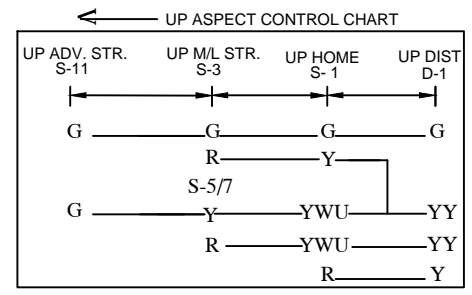 UP ASPECT CONTROL CHART
UP ADV. STR. UP M/L STR. UP HOME UP DIST
S-11 S-3 S- 1 D-1
G G G G
R Y
S-5/7
G Y YWU YY
R YWU YY
R Y